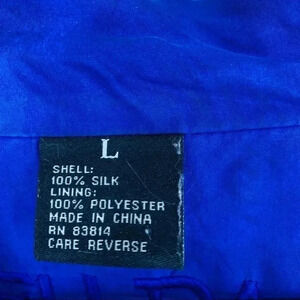 L
SHELL:
100% SILK
LINING:
100% POLYESTER
MADE IN CHINA
RN 83814
CARE REVERSE